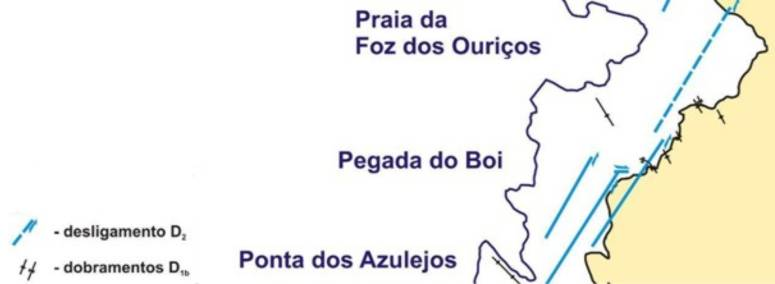 Praia da
Foz dos Ouriços
Pegada do Boi
- desligamento D2
Ponta dos Azulejos
- dobramentos D1b